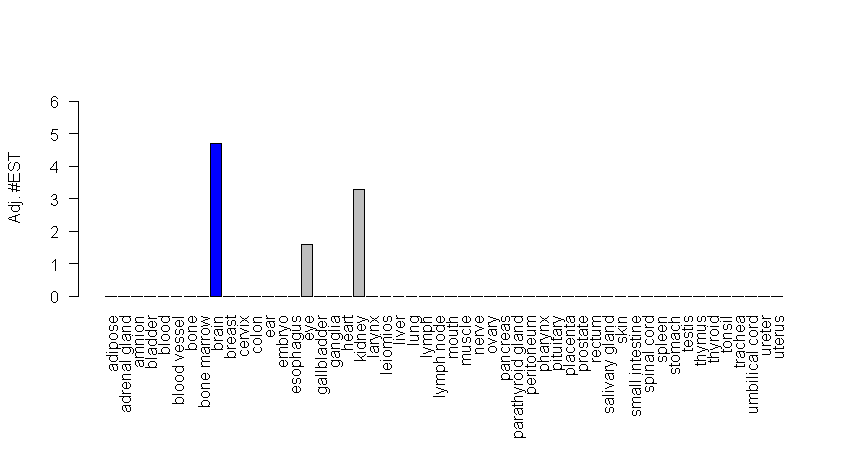 Adj. #EST
6
5
4
3
2
1
0
adipose
adrenal gland
amnion
bladder
blood
blood vessel
bone
bone marrow
brain
breast
cervix
colon
ear
embryo
esophagus
eye
gallbladder
ganglia
heart
kidney
larynx
leiomios
liver
lung
lymph
lymph node
mouth
muscle
nerve
ovary
pancreas
parathyroid gland
peritoneum
pharynx
pituitary
placenta
prostate
rectum
salivary gland
skin
small intestine
spinal cord
spleen
stomach
testis
thymus
thyroid
tonsil
trachea
umbilical cord
ureter
uterus